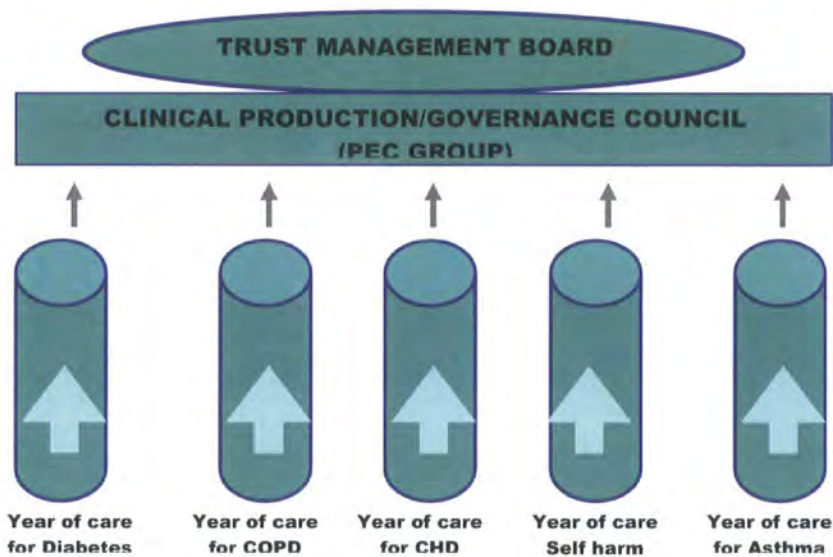 TRUST MANAGEMENT BOARD
CLINICAL PRODUCTION/GOVERNANCE COUNCIL
(PEC GROUP)
Year of care
for Diabetes
Year of care
for COPD
Year of care
for CHD
Year of care
Self harm
Year of care
for Asthma